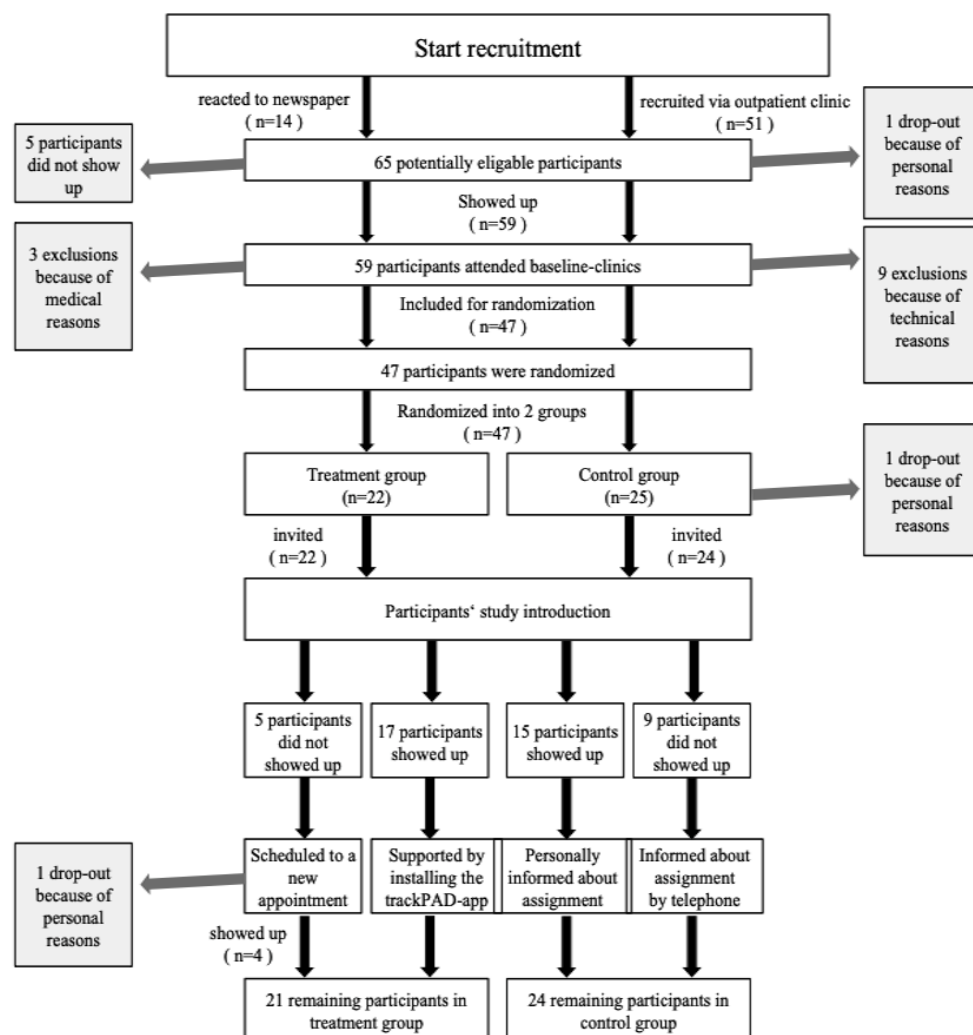 Start recruitment
reacted to newspaper
( n=14 )
recruited via outpatient clinic
( n=51 )
5 participants
did not show
up
65 potentially eligable participants
1 drop-out
because of
personal
reasons
Showed up
( n=59 )
3 exclusions
because of
medical
reasons
59 participants attended baseline-clinics
9 exclusions
because of
technical
reasons
Included for randomization
( n=47 )
47 participants were randomized
Randomized into 2 groups
( n=47 )
Treatment group
(n=22)
Control group
(n=25)
1 drop-out
because of
personal
reasons
invited
( n=22 )
invited
( n=24 )
Participants‘ study introduction
5 participants
did not
showed up
17 participants
showed up
15 participants
showed up
9 participants
did not
showed up
1 drop-out
because of
personal
reasons
Scheduled to a
new
appointment
Supported by
installing the
trackPAD-app
Personally
informed about
assignment
Informed about
assignment
by telephone
showed up
( n=4 )
21 remaining participants in
treatment group
24 remaining participants in
control group